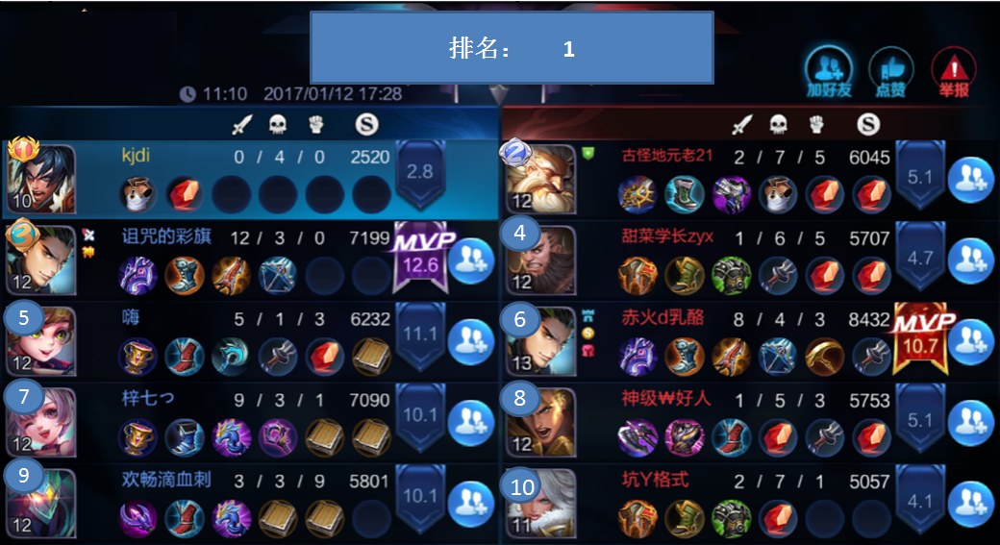 排名： 1
加好友 点赞 举报
11:10 2017/01/12 17:28
S S
1 kjdi 0 / 4 / 0 2520 2.8
10
2 古怪地元老21 2 / 7 / 5 6045 5.1
12
3 诅咒的彩旗 12 / 3 / 0 7199 MVP 12.6
12 神
4 甜菜学长zyx 1 / 6 / 5 5707 4.7
12
5 嗨 5 / 1 / 3 6232 11.1
12
6 赤火d乳酪 8 / 4 / 3 8432 MVP 10.7
13
7 梓七つ 9 / 3 / 1 7090 10.1
12
8 神级₩好人 1 / 5 / 3 5753 5.1
12
9 欢畅滴血刺 3 / 3 / 9 5801 10.1
12
10 坑Y格式 2 / 7 / 1 5057 4.1
11